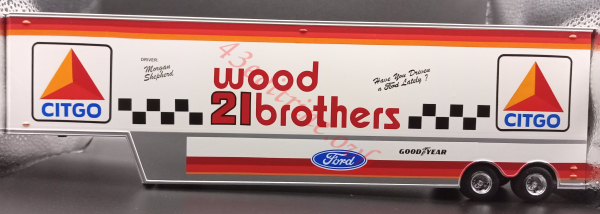 DRIVER:
Morgan
Shepherd
CITGO
wood
21brothers
Have You Driven
a Ford Lately ?
CITGO
Ford
GOODYEAR